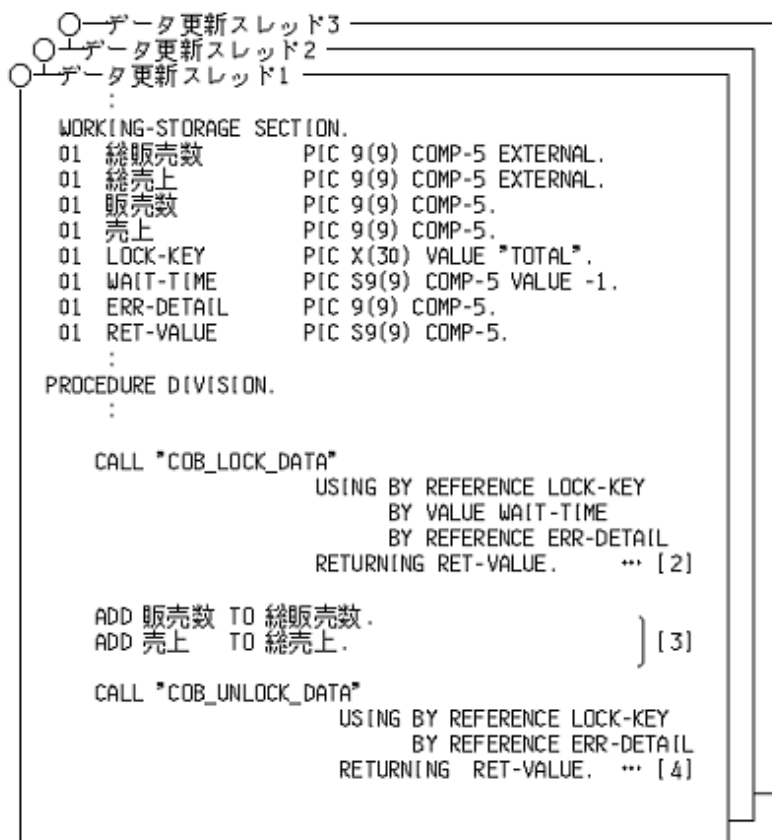 データ更新スレッド3
データ更新スレッド2
データ更新スレッド1
:
WORKING-STORAGE SECTION.
01 総販売数 PIC 9(9) COMP-5 EXTERNAL.
01 総売上 PIC 9(9) COMP-5 EXTERNAL.
01 販売数 PIC 9(9) COMP-5.
01 売上 PIC 9(9) COMP-5.
01 LOCK-KEY PIC X(30) VALUE "TOTAL".
01 WAIT-TIME PIC S9(9) COMP-5 VALUE -1.
01 ERR-DETAIL PIC 9(9) COMP-5.
01 RET-VALUE PIC S9(9) COMP-5.
:
PROCEDURE DIVISION.
:
CALL "COB_LOCK_DATA"
USING BY REFERENCE LOCK-KEY
BY VALUE WAIT-TIME
BY REFERENCE ERR-DETAIL
RETURNING RET-VALUE. … [2]
ADD 販売数 TO 総販売数.
ADD 売上 TO 総売上. [3]
CALL "COB_UNLOCK_DATA"
USING BY REFERENCE LOCK-KEY
BY REFERENCE ERR-DETAIL
RETURNING RET-VALUE. … [4]